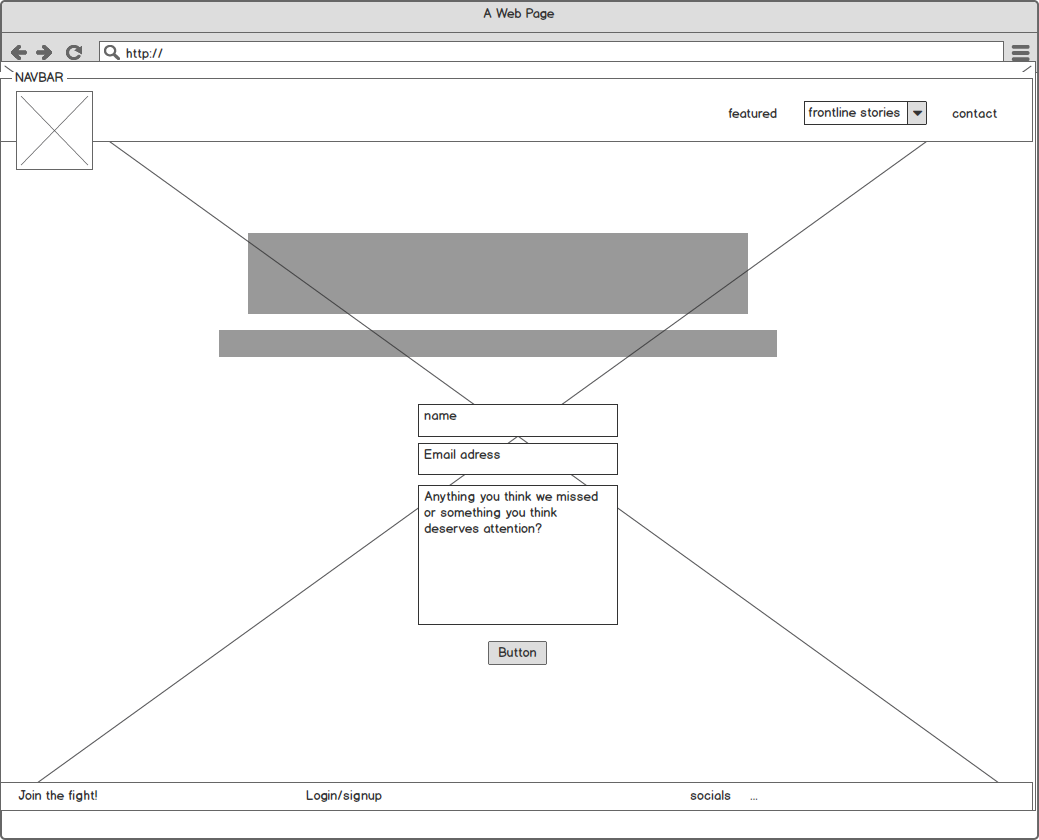 A Web Page
http://
NAVBAR
featured
frontline stories
contact
name
Email adress
Anything you think we missed
or something you think
deserves attention?
Button
Join the fight!
Login/signup
socials
...